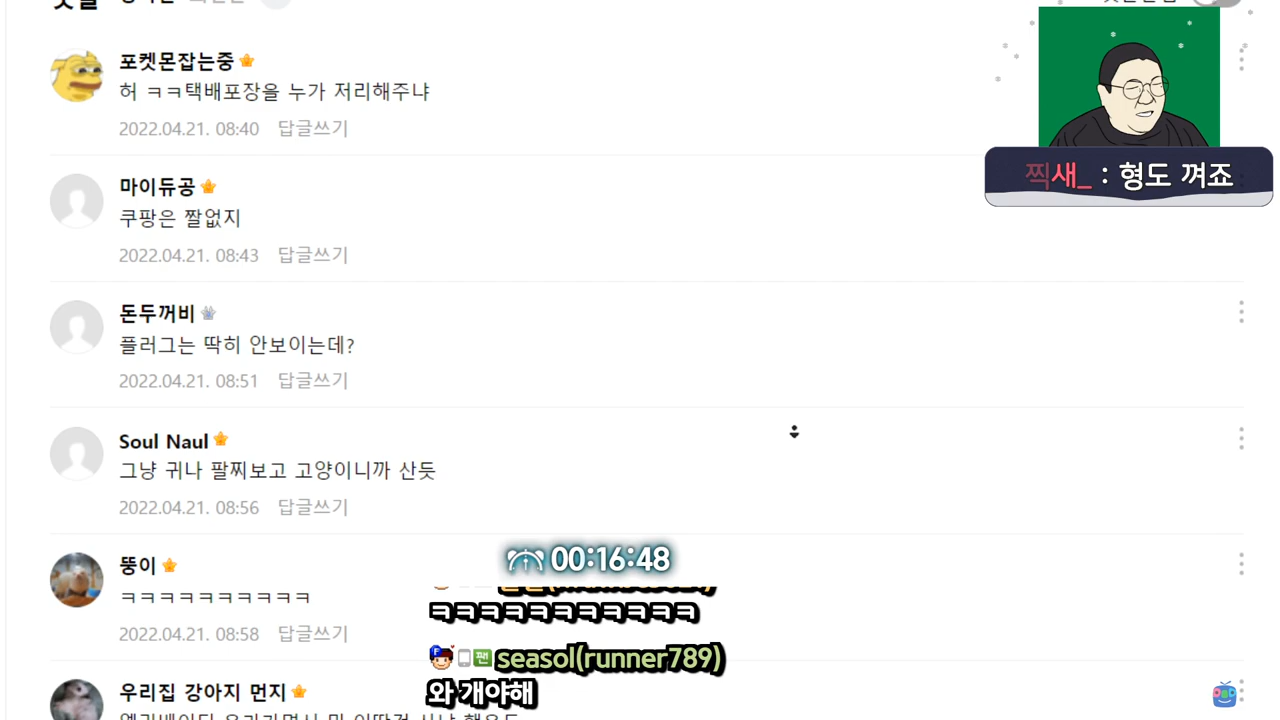 포켓몬잡는중
허 ㅋㅋ택배포장을 누가 저리해주냐
2022.04.21. 08:40 답글쓰기
찍새_ : 형도 껴죠
마이듀공
쿠팡은 짤없지
2022.04.21. 08:43 답글쓰기
돈두꺼비
플러그는 딱히 안보이는데?
2022.04.21. 08:51 답글쓰기
Soul Naul
그냥 귀나 팔찌보고 고양이니까 산듯
2022.04.21. 08:56 답글쓰기
뚱이
ㅋㅋㅋㅋㅋㅋㅋㅋㅋㅋ
2022.04.21. 08:58 답글쓰기
00:16:48
ㅋㅋㅋㅋㅋㅋㅋㅋㅋㅋㅋ
F 팬 seasol(runner789)
와 개야해
우리집 강아지 먼지